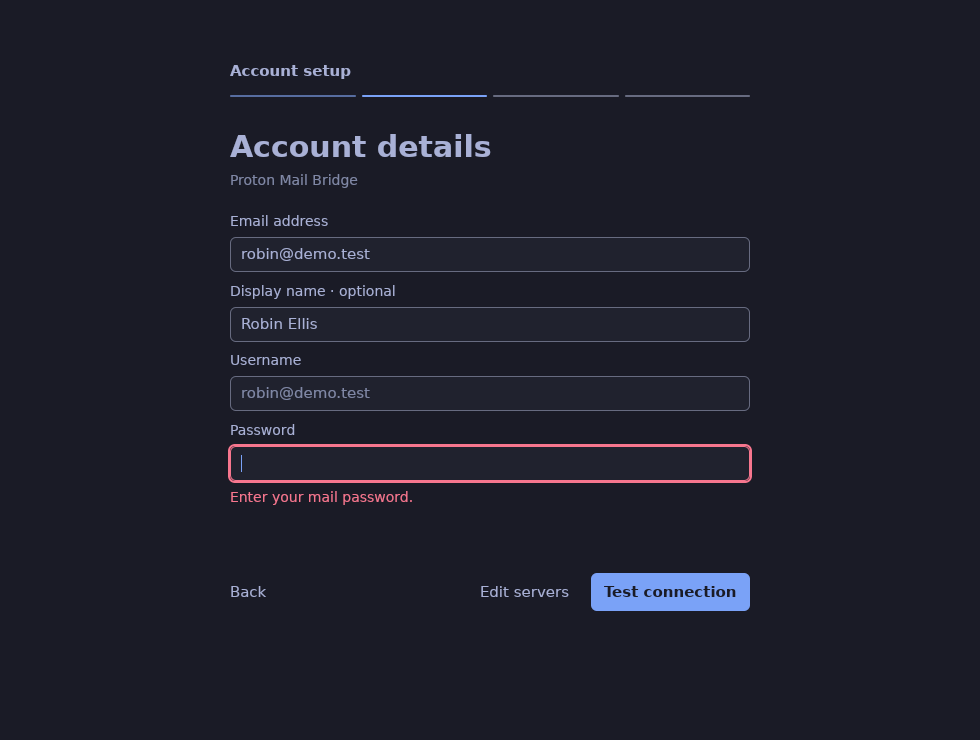 Account setup
Account details
Proton Mail Bridge
Email address
robin@demo.test
Display name · optional
Robin Ellis
Username
robin@demo.test
Password
Enter your mail password.
Back
Edit servers
Test connection